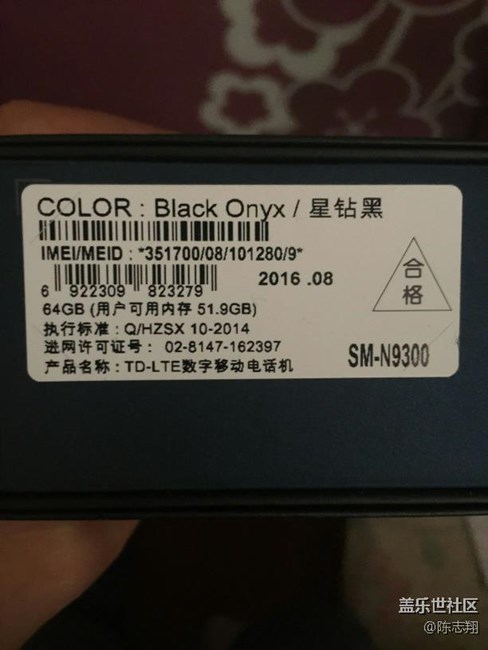 COLOR : Black Onyx / 星钻黑
IMEI/MEID : *351700/08/101280/9*
2016 .08
合格
6 922309 823279
64GB (用户可用内存 51.9GB)
执行标准 : Q/HZSX 10-2014
进网许可证号 : 02-8147-162397
产品名称 : TD-LTE数字移动电话机
SM-N9300
盖乐世社区
@陈志翔